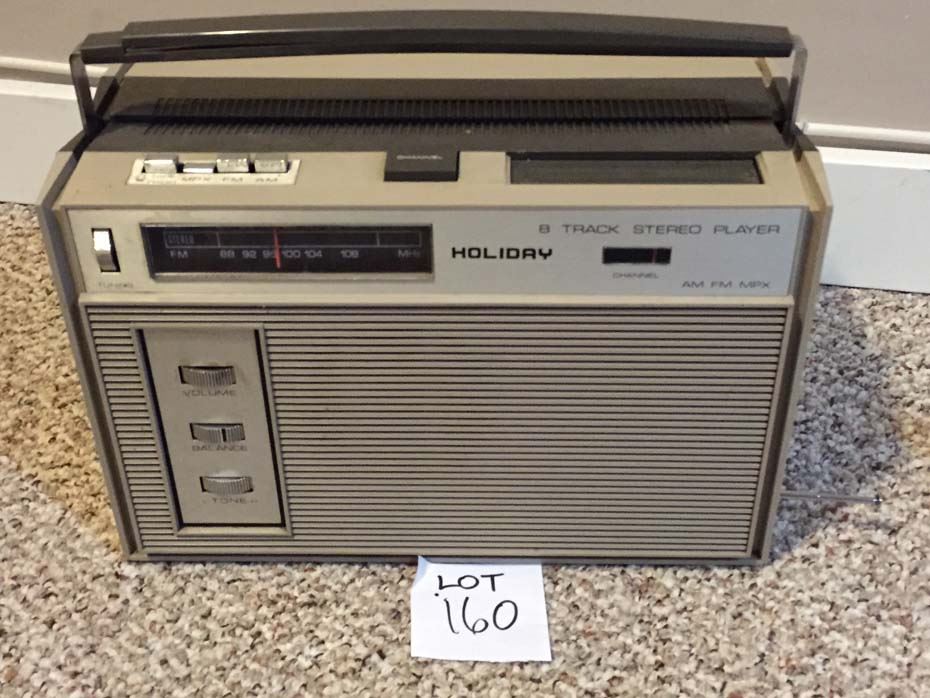 CHANNEL
MPX FM AM
8 TRACK STEREO PLAYER
STEREO
FM 88 92 96 100 104 108 MHz
HOLIDAY
CHANNEL
TUNING
AM FM MPX
VOLUME
BALANCE
TONE
LOT
160